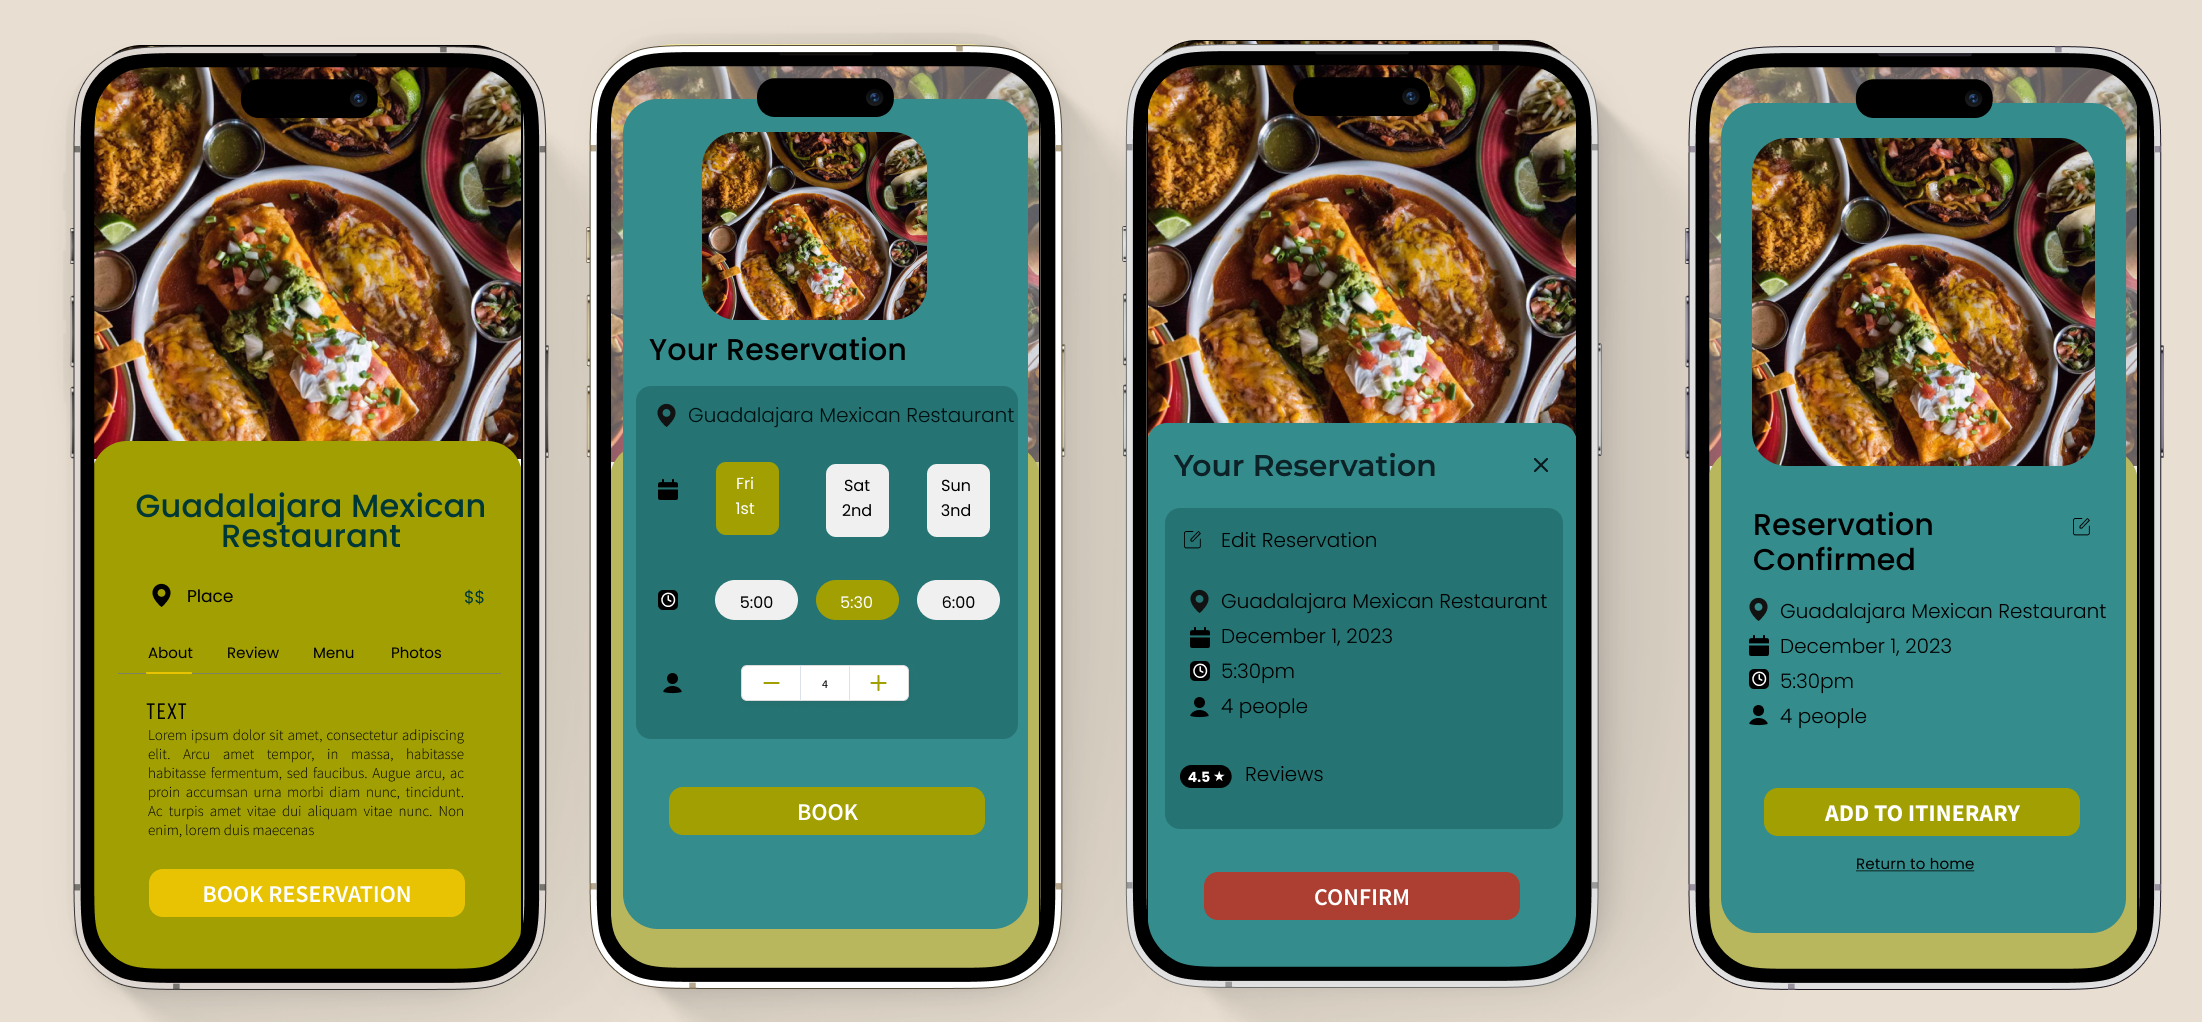 Guadalajara Mexican
Restaurant
Place
$$
About Review Menu Photos
TEXT
Lorem ipsum dolor sit amet, consectetur adipiscing
elit. Arcu amet tempor, in massa, habitasse
habitasse fermentum, sed faucibus. Augue arcu, ac
proin accumsan urna morbi diam nunc, tincidunt.
Ac turpis amet vitae dui aliquam vitae nunc. Non
enim, lorem duis maecenas
BOOK RESERVATION
Your Reservation
Guadalajara Mexican Restaurant
Fri
1st
Sat
2nd
Sun
3nd
5:00
5:30
6:00
4
BOOK
Your Reservation
Edit Reservation
Guadalajara Mexican Restaurant
December 1, 2023
5:30pm
4 people
4.5 ★ Reviews
CONFIRM
Reservation
Confirmed
Guadalajara Mexican Restaurant
December 1, 2023
5:30pm
4 people
ADD TO ITINERARY
Return to home